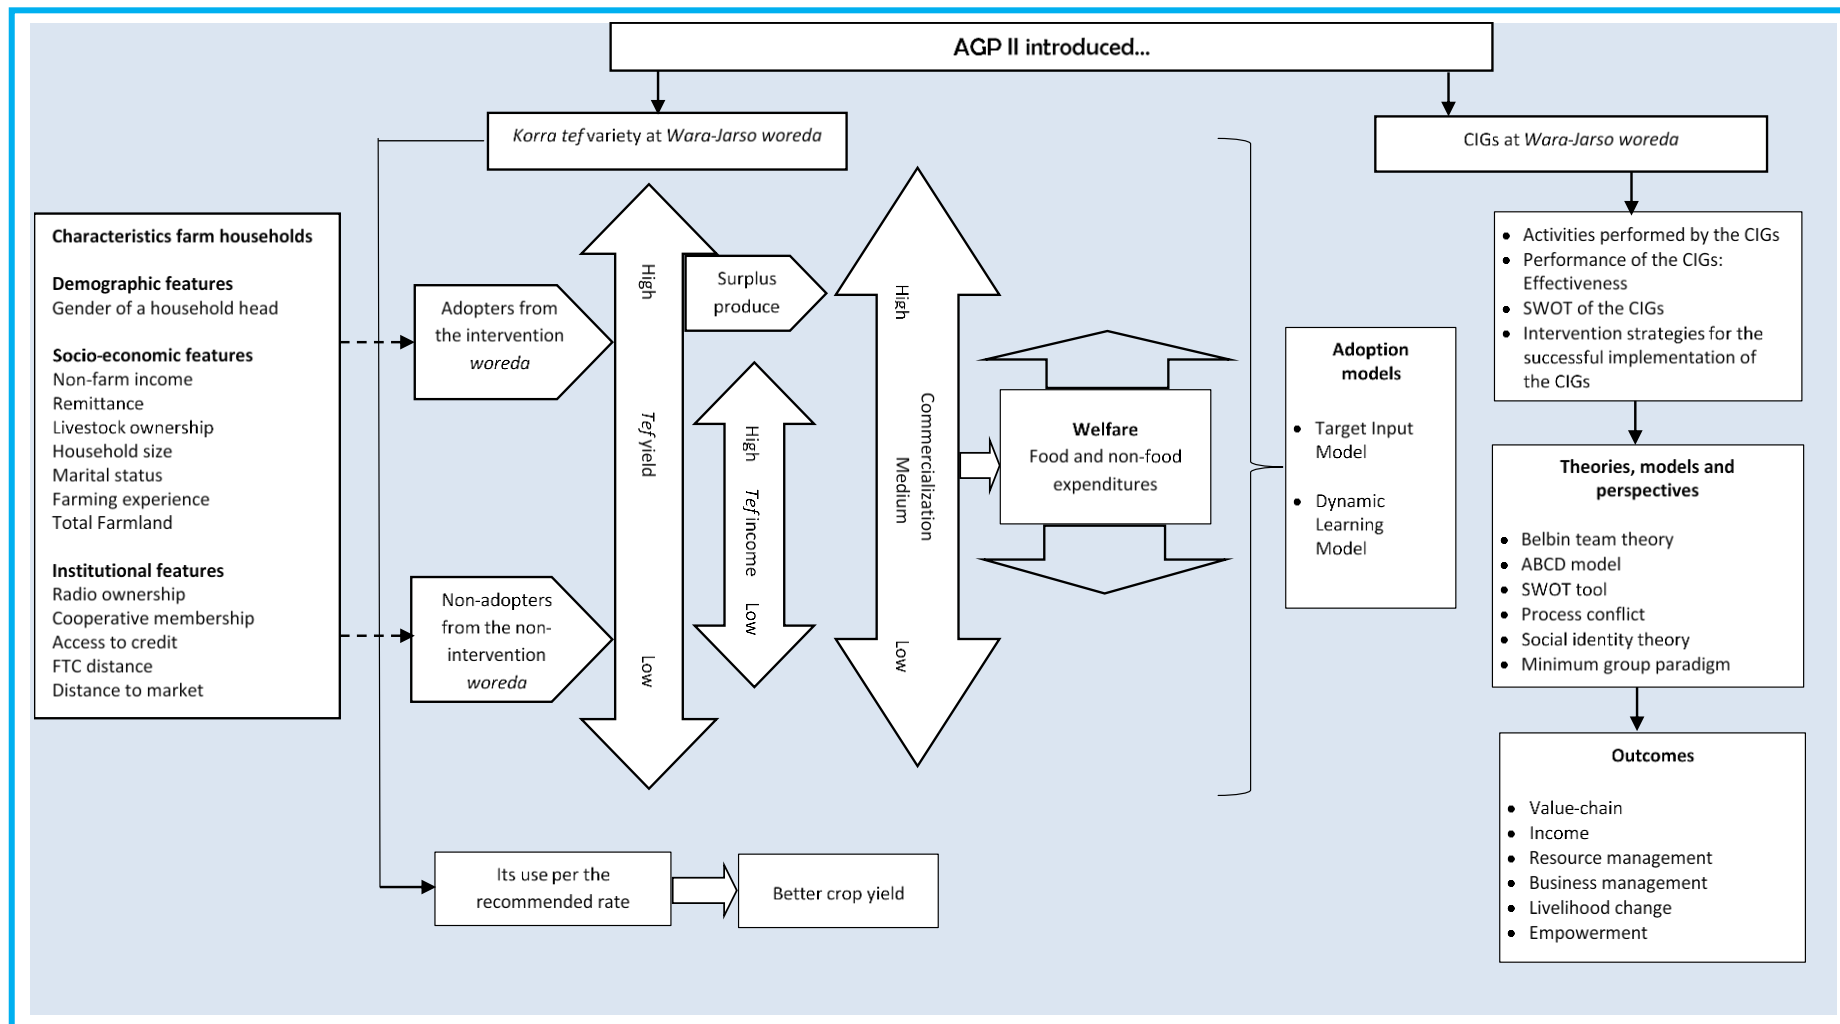 AGP II introduced...
Korra tef variety at Wara-Jarso woreda
CIGs at Wara-Jarso woreda
Characteristics farm households
Demographic features
Gender of a household head
Socio-economic features
Non-farm income
Remittance
Livestock ownership
Household size
Marital status
Farming experience
Total Farmland
Institutional features
Radio ownership
Cooperative membership
Access to credit
FTC distance
Distance to market
Adopters from
the intervention
woreda
Non-adopters
from the non-
intervention
woreda
High
Tef yield
Low
Surplus
produce
High
Tef income
Low
High
Commercialization
Medium
Low
Welfare
Food and non-food
expenditures
Adoption
models
• Target Input
Model
• Dynamic
Learning
Model
• Activities performed by the CIGs
• Performance of the CIGs:
Effectiveness
• SWOT of the CIGs
• Intervention strategies for the
successful implementation of
the CIGs
Theories, models and
perspectives
• Belbin team theory
• ABCD model
• SWOT tool
• Process conflict
• Social identity theory
• Minimum group paradigm
Outcomes
• Value-chain
• Income
• Resource management
• Business management
• Livelihood change
• Empowerment
Its use per the
recommended rate
Better crop yield